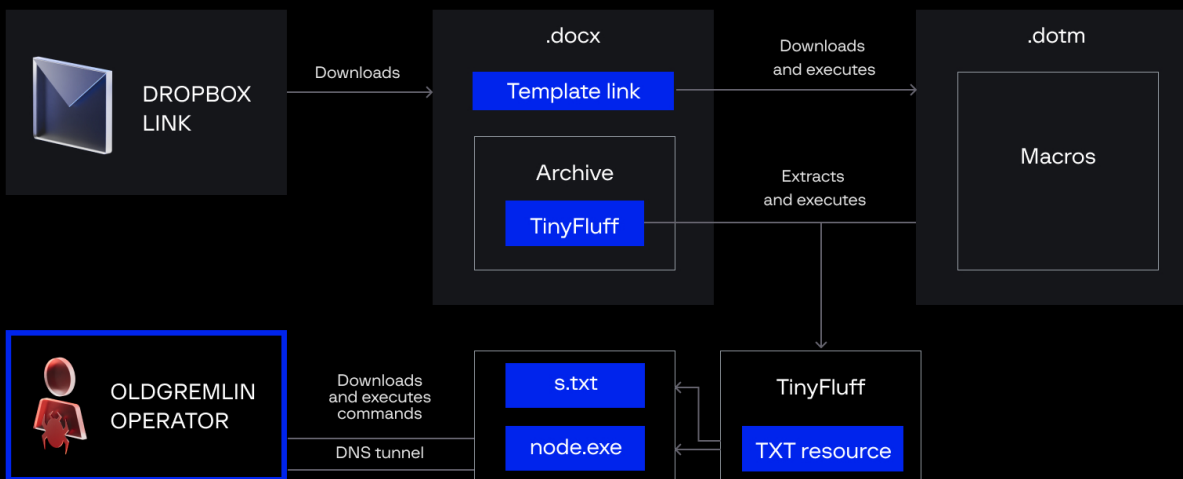 DROPBOX
LINK
Downloads
.docx
Template link
Archive
TinyFluff
Downloads
and executes
Extracts
and executes
.dotm
Macros
OLDGREMLIN
OPERATOR
Downloads
and executes
commands
DNS tunnel
s.txt
node.exe
TinyFluff
TXT resource